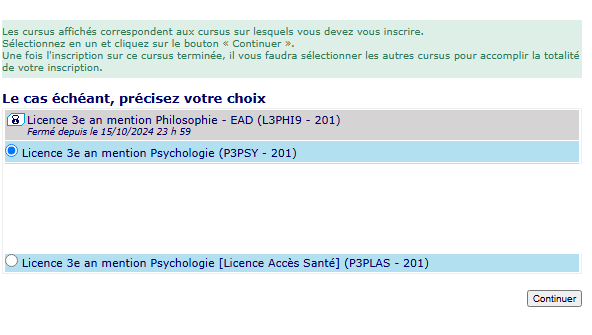 Les cursus affichés correspondent aux cursus sur lesquels vous devez vous inscrire.
Sélectionnez en un et cliquez sur le bouton « Continuer ».
Une fois l'inscription sur ce cursus terminée, il vous faudra sélectionner les autres cursus pour accomplir la totalité
de votre inscription.
Le cas échéant, précisez votre choix
Licence 3e an mention Philosophie - EAD (L3PHI9 - 201)
Fermé depuis le 15/10/2024 23 h 59
Licence 3e an mention Psychologie (P3PSY - 201)
Licence 3e an mention Psychologie [Licence Accès Santé] (P3PLAS - 201)
Continuer